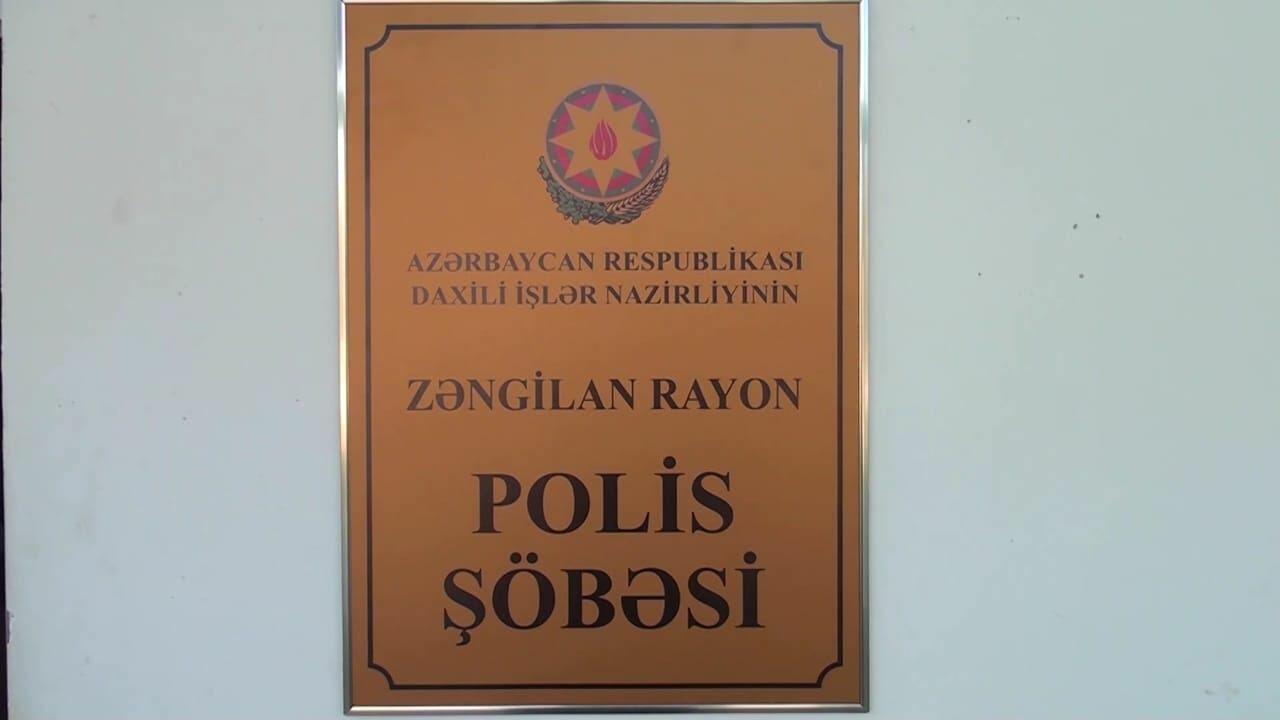 AZƏRBAYCAN RESPUBLİKASI
DAXİLİ İŞLƏR NAZİRLİYİNİN
ZƏNGİLAN RAYON
POLİS
ŞÖBƏSİ